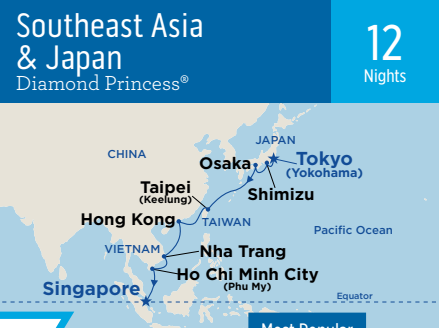 Southeast Asia
& Japan
Diamond Princess®
12
Nights
JAPAN
CHINA
Osaka
Tokyo
(Yokohama)
Taipei
(Keelung)
Shimizu
Hong Kong
TAIWAN
Pacific Ocean
VIETNAM
Nha Trang
Ho Chi Minh City
(Phu My)
Singapore
Equator
Most Popular